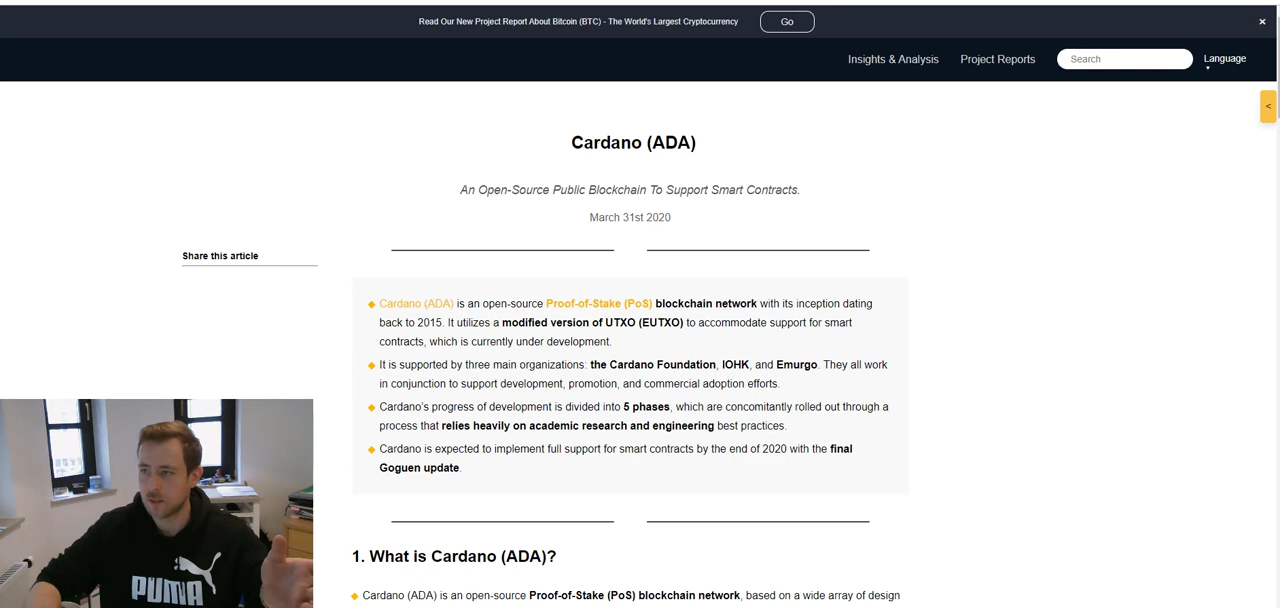 Read Our New Project Report About Bitcoin (BTC) - The World's Largest Cryptocurrency Go ×
Insights & Analysis Project Reports Search Language
<
Cardano (ADA)
An Open-Source Public Blockchain To Support Smart Contracts.
March 31st 2020
Share this article
Cardano (ADA) is an open-source Proof-of-Stake (PoS) blockchain network with its inception dating
back to 2015. It utilizes a modified version of UTXO (EUTXO) to accommodate support for smart
contracts, which is currently under development.
It is supported by three main organizations: the Cardano Foundation, IOHK, and Emurgo. They all work
in conjunction to support development, promotion, and commercial adoption efforts.
Cardano's progress of development is divided into 5 phases, which are concomitantly rolled out through a
process that relies heavily on academic research and engineering best practices.
Cardano is expected to implement full support for smart contracts by the end of 2020 with the final
Goguen update.
1. What is Cardano (ADA)?
Cardano (ADA) is an open-source Proof-of-Stake (PoS) blockchain network, based on a wide array of design
PUMA